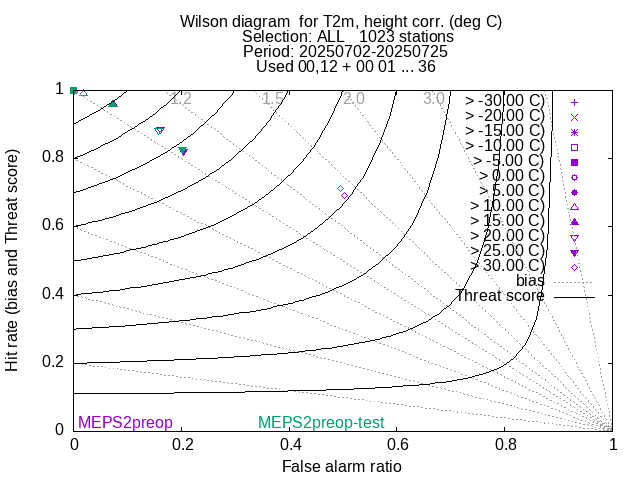 Wilson diagram  for T2m, height corr. (deg C)
Selection: ALL   1023 stations
Period: 20250702-20250725
Used 00,12 + 00 01 ... 36
1.2 1.5 2.0 3.0
> -30.00 C)
> -20.00 C)
> -15.00 C)
> -10.00 C)
> -5.00 C)
> 0.00 C)
> 5.00 C)
> 10.00 C)
> 15.00 C)
> 20.00 C)
> 25.00 C)
> 30.00 C)
bias
Threat score
1
0.8
0.6
0.4
0.2
0
Hit rate (bias and Threat score)
MEPS2preop MEPS2preop-test
0 0.2 0.4 0.6 0.8 1
False alarm ratio